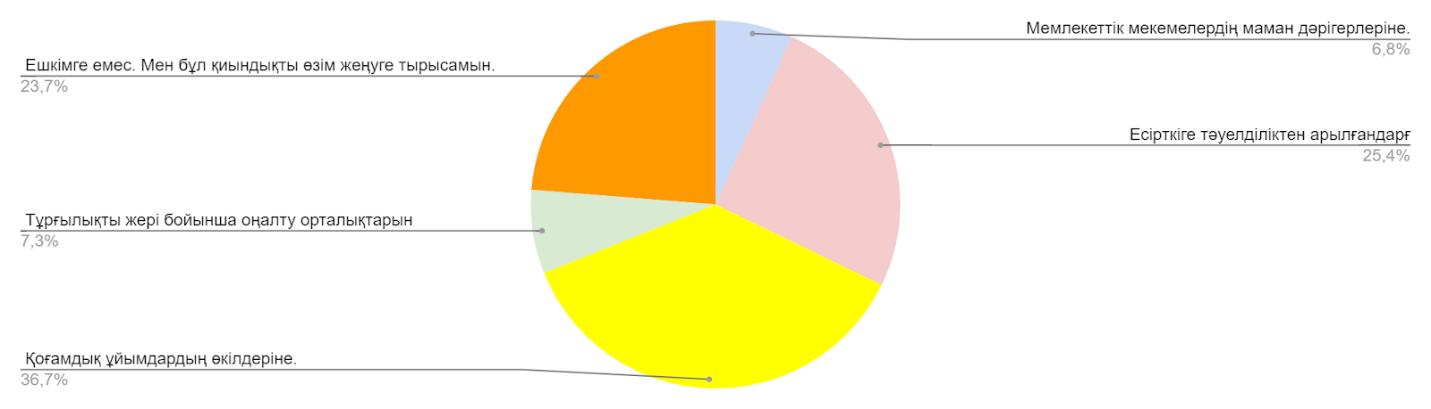 Мемлекеттік мекемелердің маман дәрігерлеріне.
6,8%
Ешкімге емес. Мен бұл қиындықты өзім жеңуге тырысамын.
23,7%
Есірткіге тәуелділіктен арылғандарғ
25,4%
Тұрғылықты жері бойынша оңалту орталықтарын
7,3%
Қоғамдық ұйымдардың өкілдеріне.
36,7%